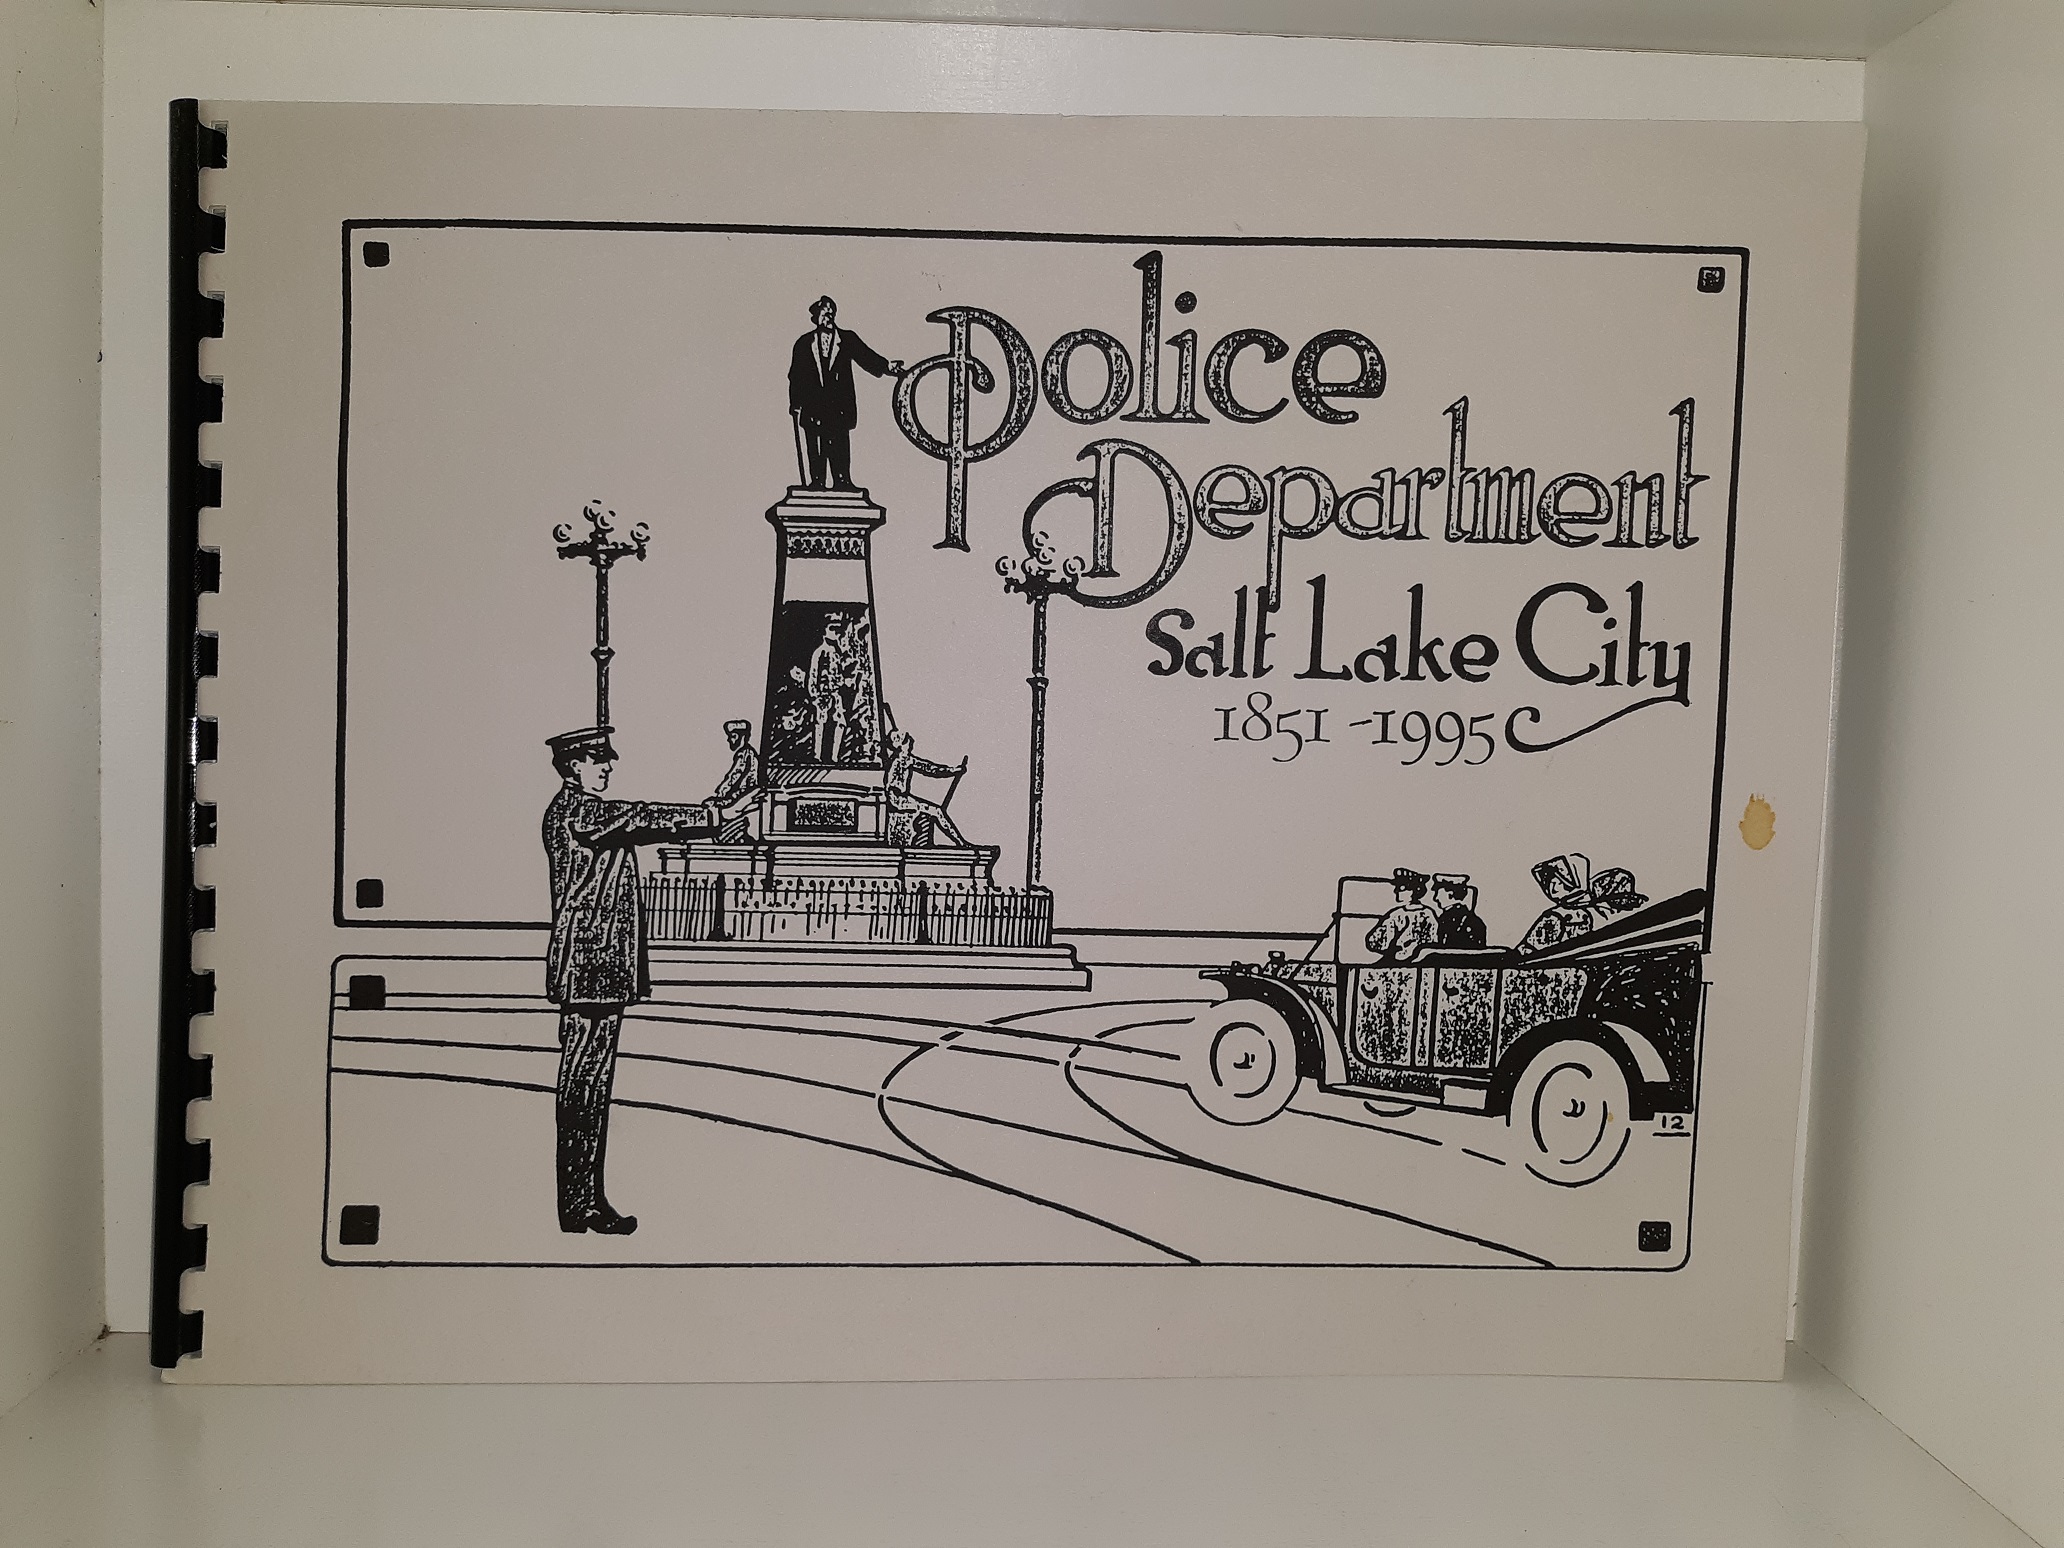 Police
Department
Salt Lake City
1851-1995
12